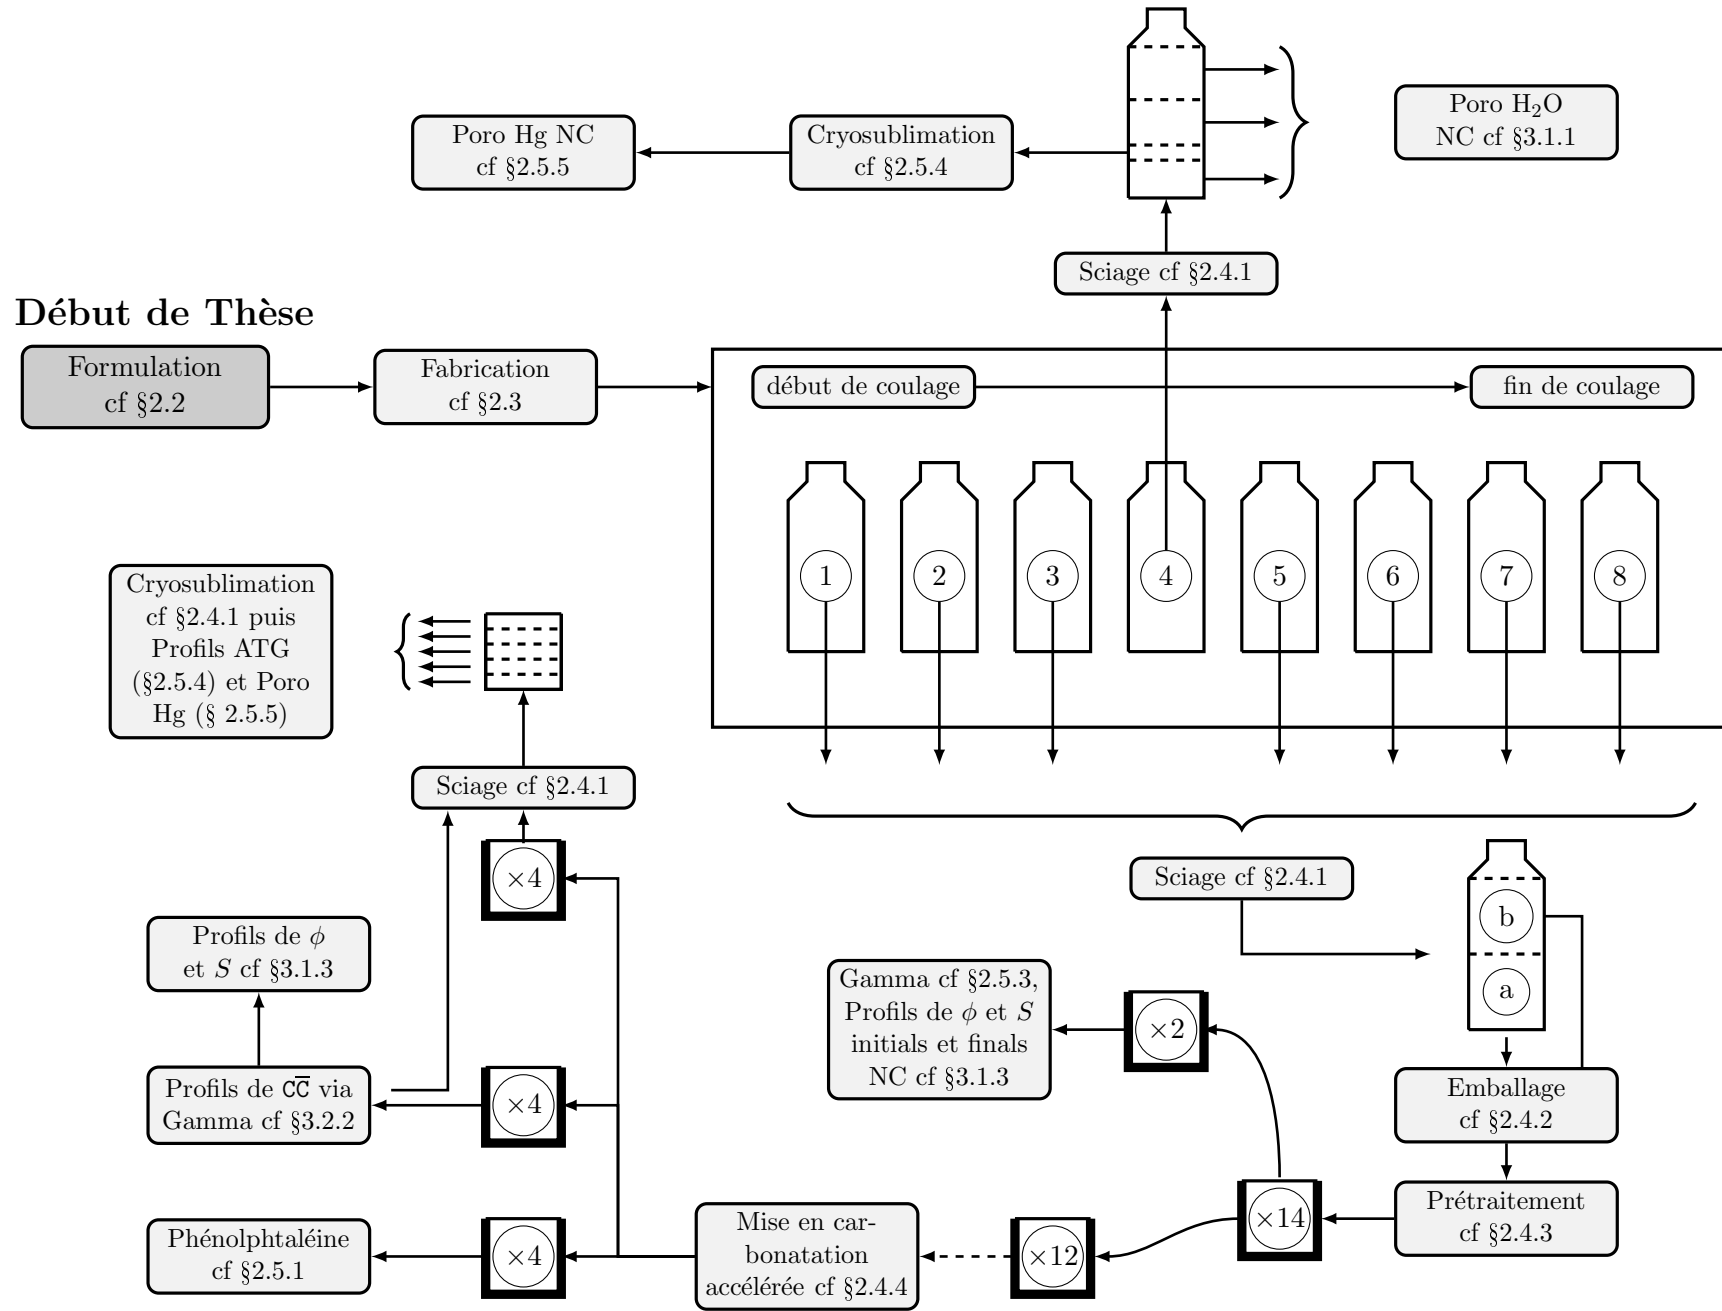 Poro Hg NC
cf §2.5.5
Cryosublimation
cf §2.5.4
Poro H₂O
NC cf §3.1.1
Sciage cf §2.4.1
Début de Thèse
Formulation
cf §2.2
Fabrication
cf §2.3
début de coulage
fin de coulage
1
2
3
4
5
6
7
8
Cryosublimation
cf §2.4.1 puis
Profils ATG
(§2.5.4) et Poro
Hg (§ 2.5.5)
Sciage cf §2.4.1
×4
Profils de ϕ
et S cf §3.1.3
Profils de CC̅ via
Gamma cf §3.2.2
×4
Phénolphtaléine
cf §2.5.1
×4
Mise en car-
bonatation
accélérée cf §2.4.4
×12
×14
×2
Gamma cf §2.5.3,
Profils de ϕ et S
initials et finals
NC cf §3.1.3
Sciage cf §2.4.1
b
a
Emballage
cf §2.4.2
Prétraitement
cf §2.4.3